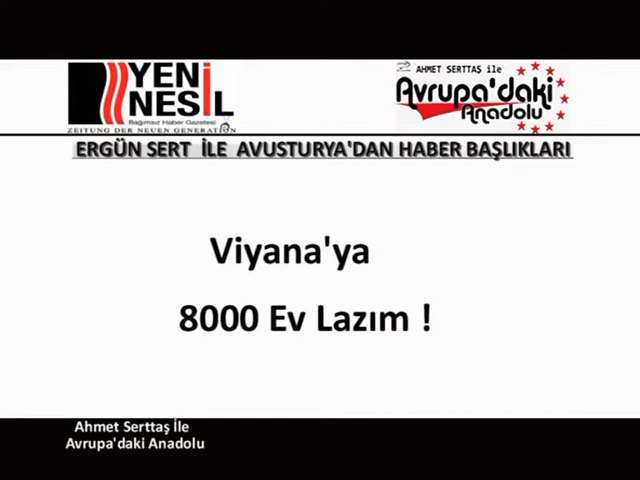 YENİ
NESİL
Bağımsız Haber Gazetesi
ZEITUNG DER NEUEN GENERATION
AHMET SERTTAŞ ile
AVRUPA'daki
ANADOLU
ERGÜN SERT İLE AVUSTURYA'DAN HABER BAŞLIKLARI
Viyana'ya
8000 Ev Lazım !
Ahmet Serttaş İle
Avrupa'daki Anadolu